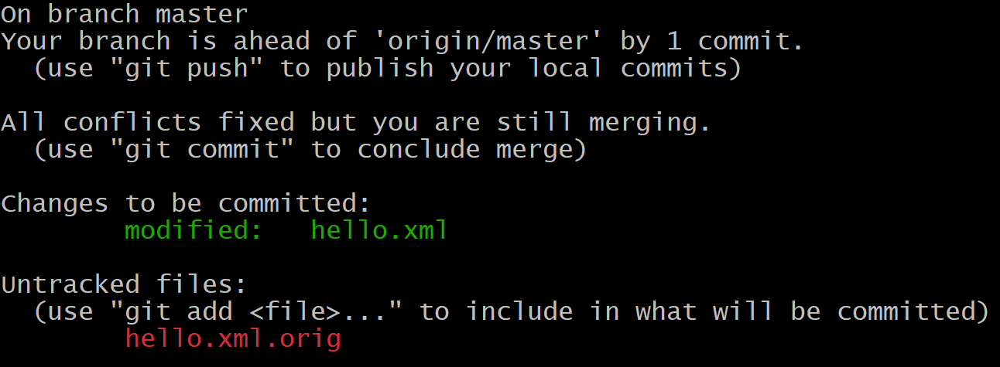 On branch master
Your branch is ahead of 'origin/master' by 1 commit.
  (use "git push" to publish your local commits)

All conflicts fixed but you are still merging.
  (use "git commit" to conclude merge)

Changes to be committed:
        modified:   hello.xml

Untracked files:
  (use "git add <file>..." to include in what will be committed)
        hello.xml.orig